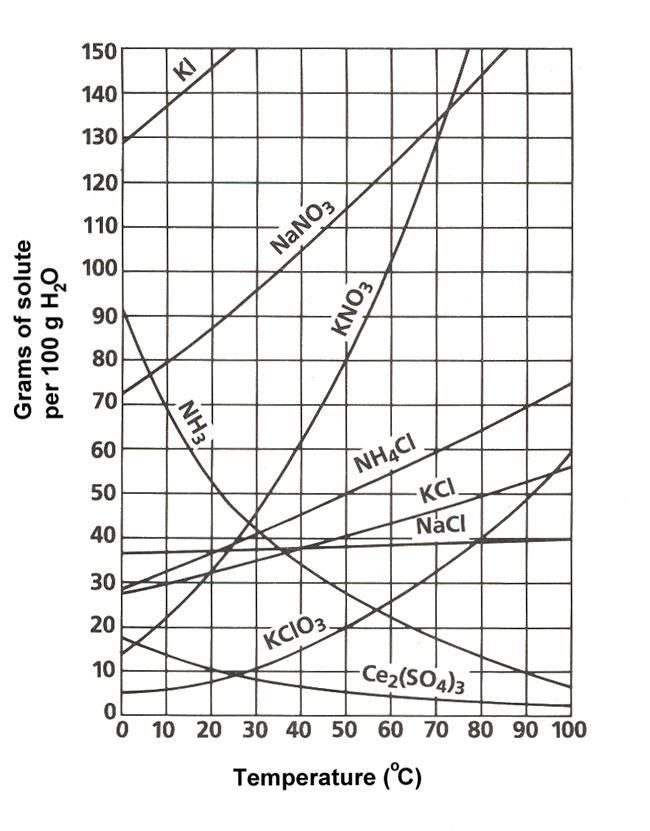 150
140
130
120
110
100
90
80
70
60
50
40
30
20
10
0
0 10 20 30 40 50 60 70 80 90 100
Grams of solute
per 100 g H₂O
Temperature (°C)
KI
NaNO₃
KNO₃
NH₃
NH₄Cl
KCl
NaCl
KClO₃
Ce₂(SO₄)₃